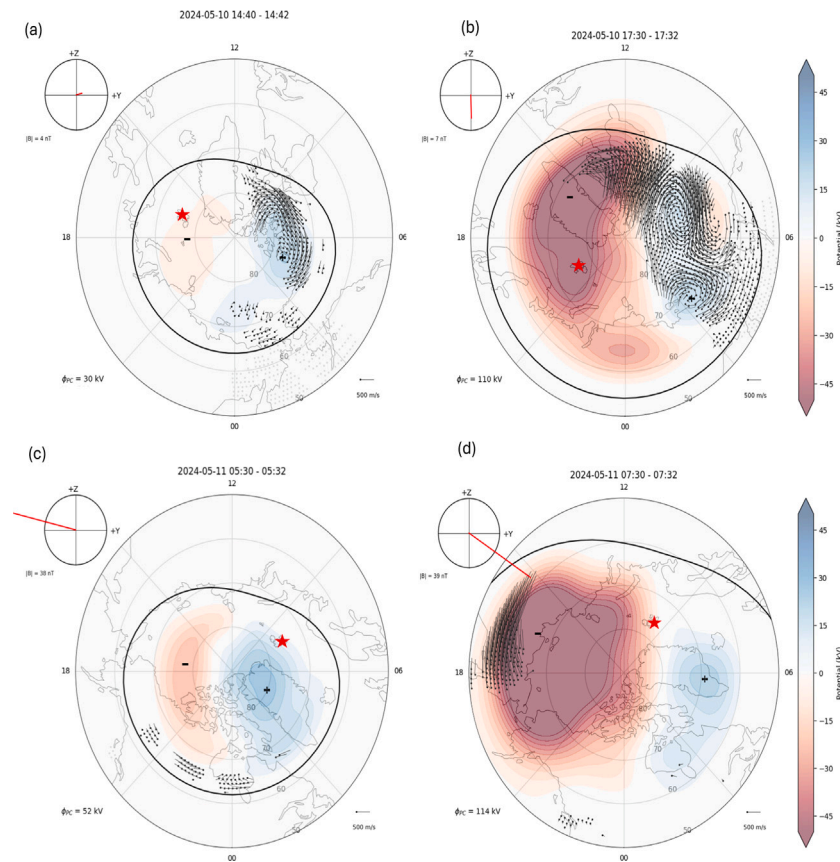 (a)
2024-05-10 14:40 - 14:42
12
+Z
+Y
|B| = 4 nT
18
06
-
+
80
70
60
50
ϕPC = 30 kV
500 m/s
00
(b)
2024-05-10 17:30 - 17:32
12
+Z
+Y
|B| = 7 nT
18
06
-
+
80
70
60
50
ϕPC = 110 kV
500 m/s
00
45
30
15
0
−15
−30
−45
Potential (kV)
(c)
2024-05-11 05:30 - 05:32
12
+Z
+Y
|B| = 38 nT
18
06
-
+
80
70
60
50
ϕPC = 52 kV
500 m/s
00
(d)
2024-05-11 07:30 - 07:32
12
+Z
+Y
|B| = 39 nT
18
06
-
+
80
70
60
50
ϕPC = 114 kV
500 m/s
00
45
30
15
0
−15
−30
−45
Potential (kV)